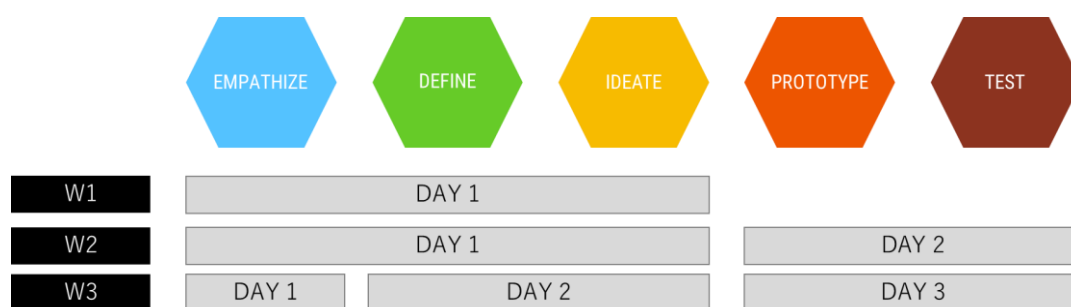 EMPATHIZE DEFINE IDEATE PROTOTYPE TEST
W1 DAY 1
W2 DAY 1 DAY 2
W3 DAY 1 DAY 2 DAY 3